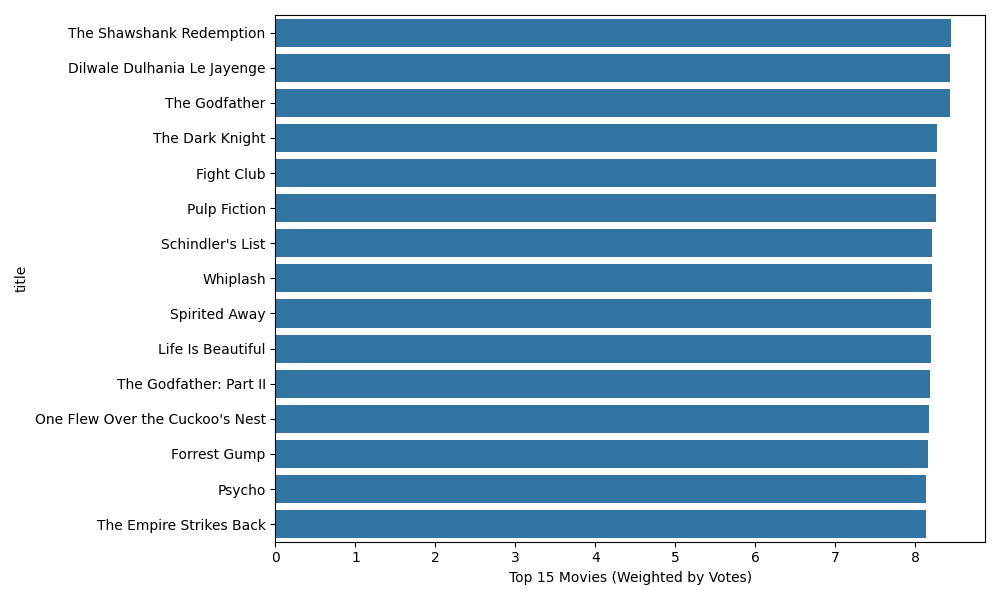 The Shawshank Redemption
Dilwale Dulhania Le Jayenge
The Godfather
The Dark Knight
Fight Club
Pulp Fiction
Schindler's List
Whiplash
Spirited Away
Life Is Beautiful
The Godfather: Part II
One Flew Over the Cuckoo's Nest
Forrest Gump
Psycho
The Empire Strikes Back
title
0 1 2 3 4 5 6 7 8
Top 15 Movies (Weighted by Votes)